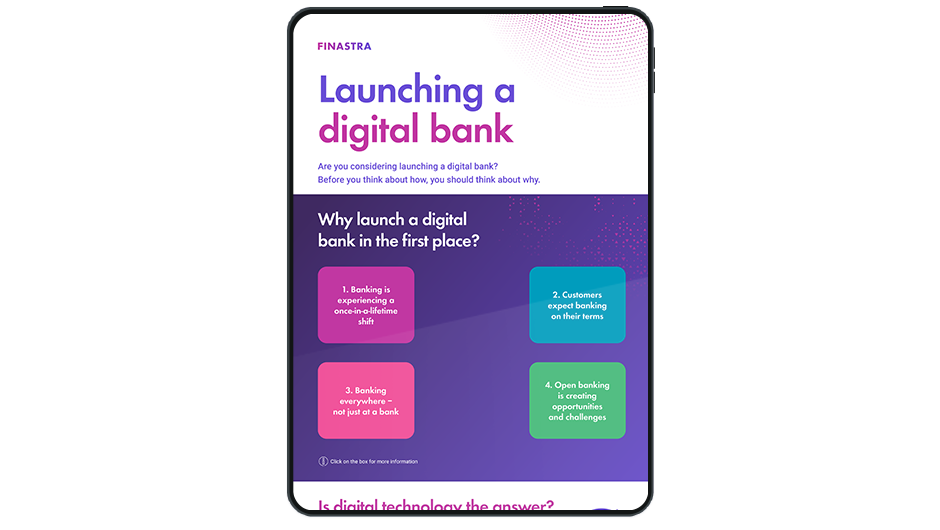 FINASTRA
Launching a
digital bank
Are you considering launching a digital bank?
Before you think about how, you should think about why.
Why launch a digital
bank in the first place?
1. Banking is
experiencing a
once-in-a-lifetime
shift
2. Customers
expect banking
on their terms
3. Banking
everywhere –
not just at a bank
4. Open banking
is creating
opportunities
and challenges
Click on the box for more information
Is digital technology the answer?